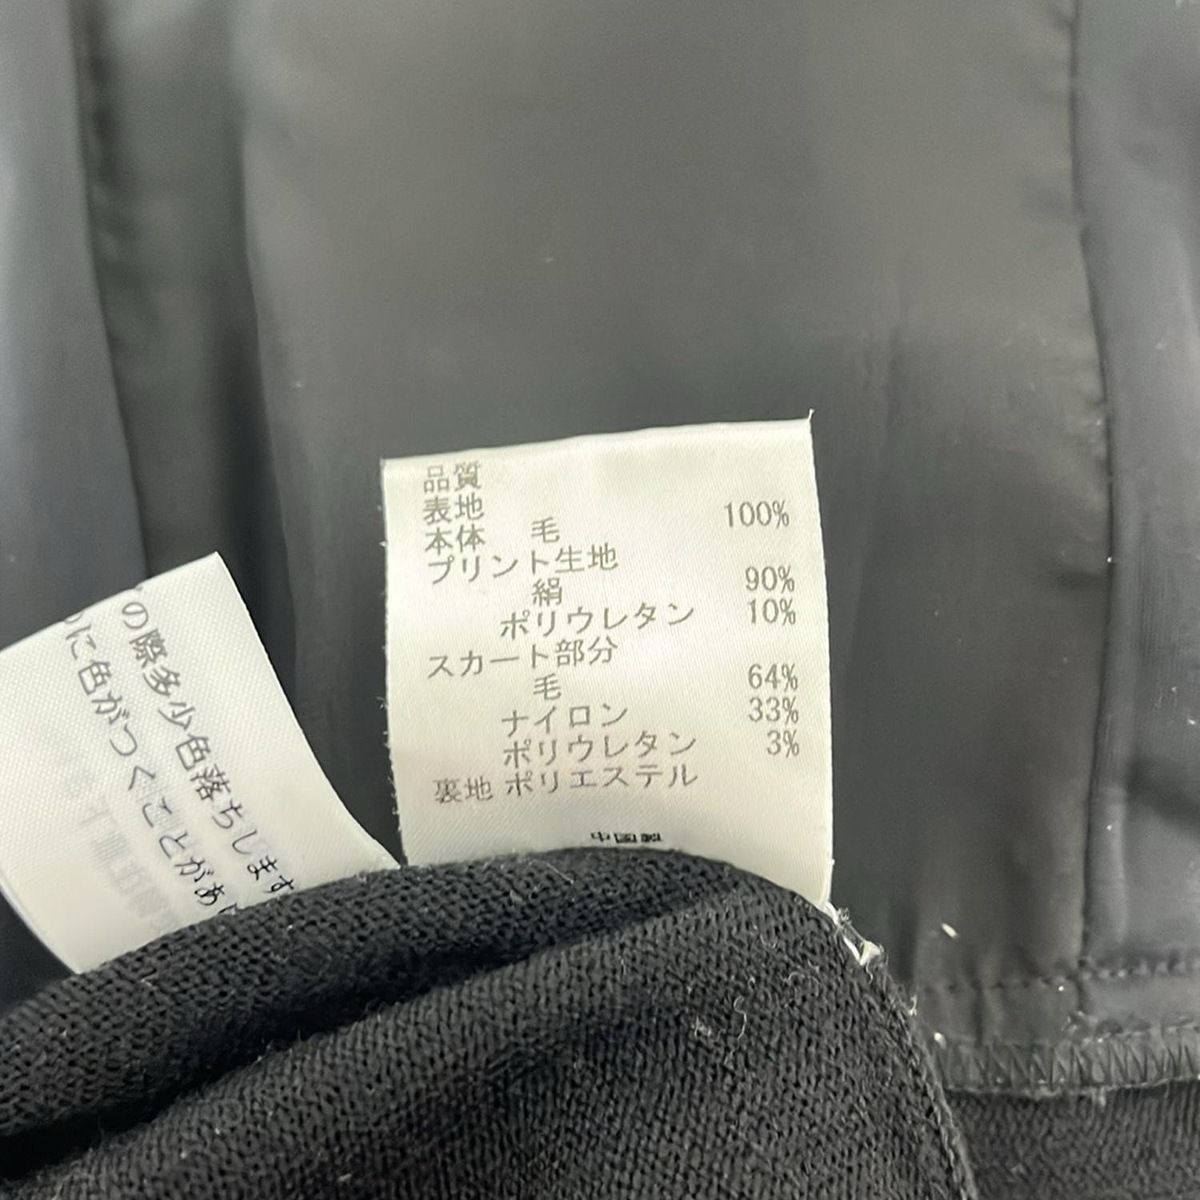 品質
表地
本体 毛 100%
プリント生地
絹 90%
ポリウレタン 10%
スカート部分
毛 64%
ナイロン 33%
ポリウレタン 3%
裏地 ポリエステル
の際多少色落ちします
に色がつくことがあ